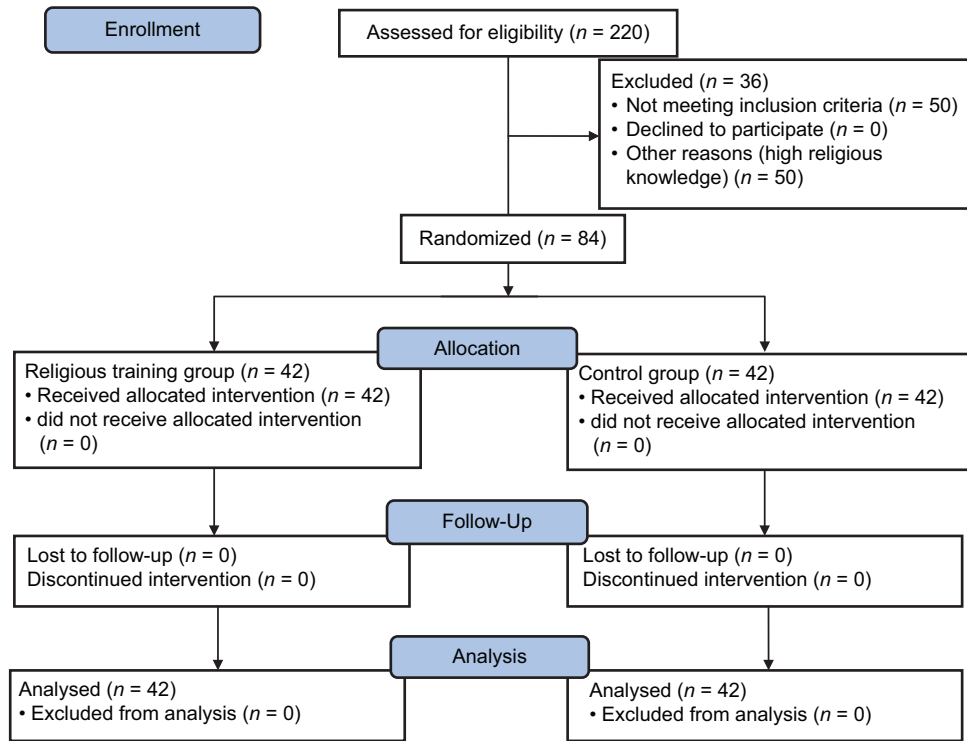 Enrollment
Assessed for eligibility (n = 220)
Excluded (n = 36)
• Not meeting inclusion criteria (n = 50)
• Declined to participate (n = 0)
• Other reasons (high religious
knowledge) (n = 50)
Randomized (n = 84)
Allocation
Religious training group (n = 42)
• Received allocated intervention (n = 42)
• did not receive allocated intervention
(n = 0)
Control group (n = 42)
• Received allocated intervention (n = 42)
• did not receive allocated intervention
(n = 0)
Follow-Up
Lost to follow-up (n = 0)
Discontinued intervention (n = 0)
Lost to follow-up (n = 0)
Discontinued intervention (n = 0)
Analysis
Analysed (n = 42)
• Excluded from analysis (n = 0)
Analysed (n = 42)
• Excluded from analysis (n = 0)